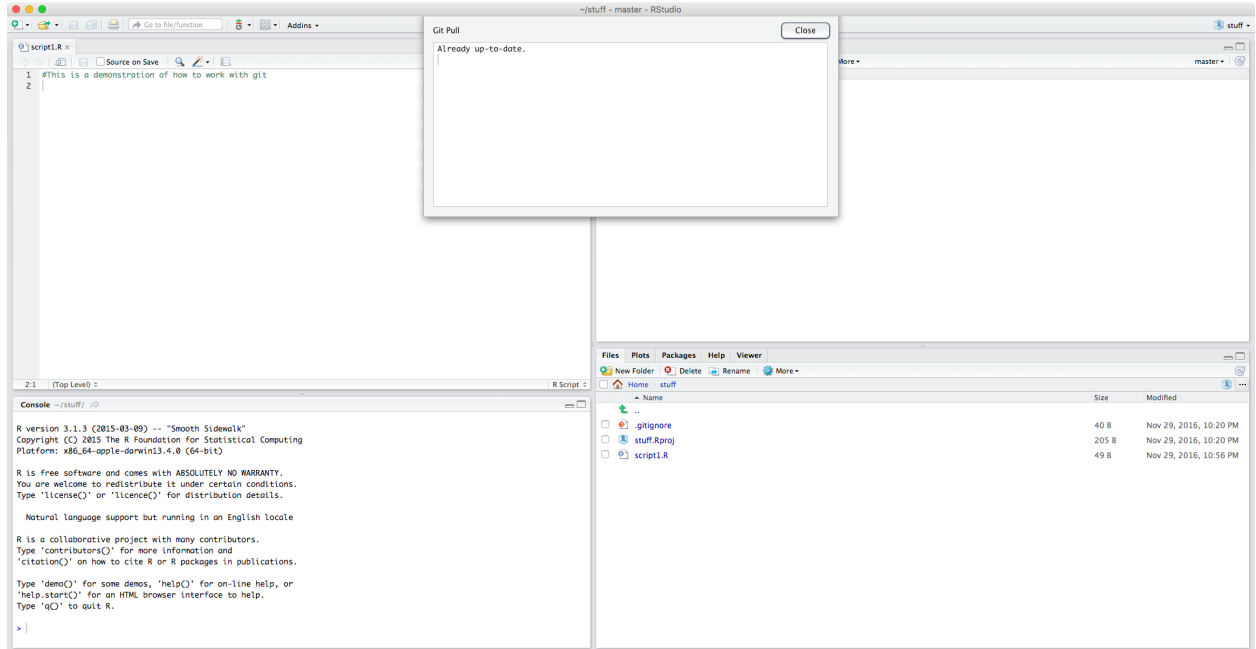 ~/stuff - master - RStudio
Go to file/function
Addins
stuff
Git Pull
Close
Already up-to-date.
script1.R
Source on Save
More
master
1 #This is a demonstration of how to work with git
2
2:1 (Top Level) R Script
Console ~/stuff/
R version 3.1.3 (2015-03-09) -- "Smooth Sidewalk"
Copyright (C) 2015 The R Foundation for Statistical Computing
Platform: x86_64-apple-darwin13.4.0 (64-bit)
R is free software and comes with ABSOLUTELY NO WARRANTY.
You are welcome to redistribute it under certain conditions.
Type 'license()' or 'licence()' for distribution details.
Natural language support but running in an English locale
R is a collaborative project with many contributors.
Type 'contributors()' for more information and
'citation()' on how to cite R or R packages in publications.
Type 'demo()' for some demos, 'help()' for on-line help, or
'help.start()' for an HTML browser interface to help.
Type 'q()' to quit R.
>
Files Plots Packages Help Viewer
New Folder Delete Rename More
Home stuff
Name Size Modified
..
.gitignore 40 B Nov 29, 2016, 10:20 PM
stuff.Rproj 205 B Nov 29, 2016, 10:20 PM
script1.R 49 B Nov 29, 2016, 10:56 PM